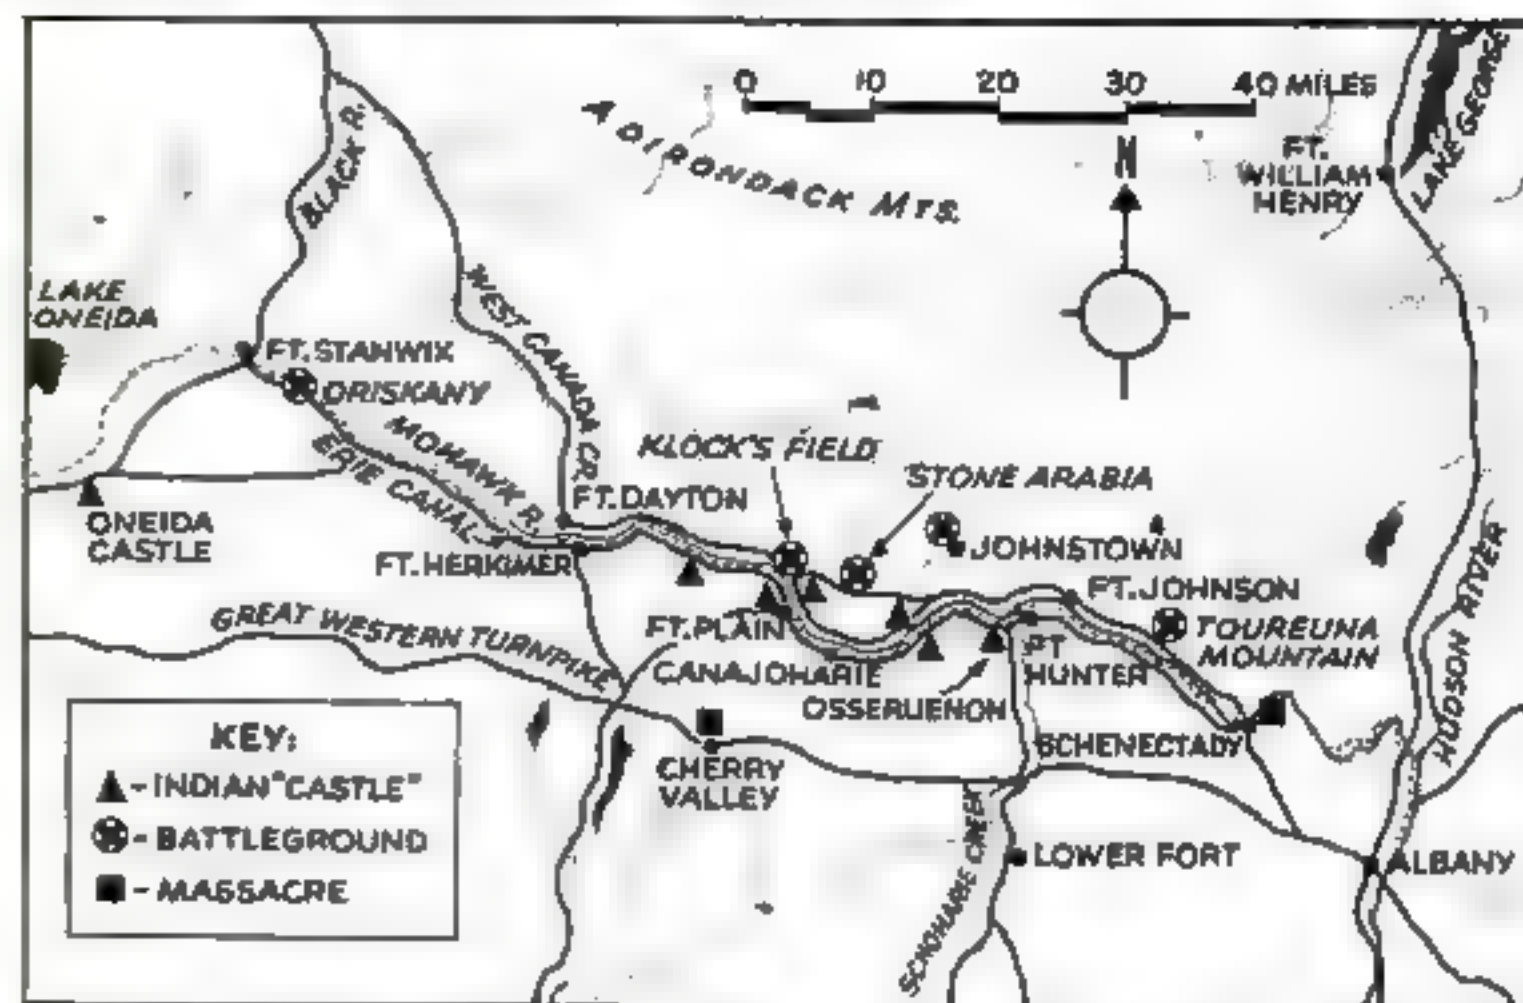 0 10 20 30 40 MILES
ADIRONDACK MTS.
N
BLACK R.
LAKE GEORGE
FT.
WILLIAM
HENRY
LAKE
ONEIDA
WEST CANADA CR.
FT. STANWIX
ORISKANY
MOHAWK R.
ERIE CANAL
KLOCK'S FIELD
STONE ARABIA
ONEIDA
CASTLE
FT. DAYTON
FT. HERKIMER
JOHNSTOWN
FT. JOHNSON
HUDSON RIVER
GREAT WESTERN TURNPIKE
FT. PLAIN
CANAJOHARIE
OSSERUENON
FT
HUNTER
TOUREUNA
MOUNTAIN
SCHENECTADY
CHERRY
VALLEY
SCHOHARIE CREEK
LOWER FORT
ALBANY
KEY:
- INDIAN "CASTLE"
- BATTLEGROUND
- MASSACRE